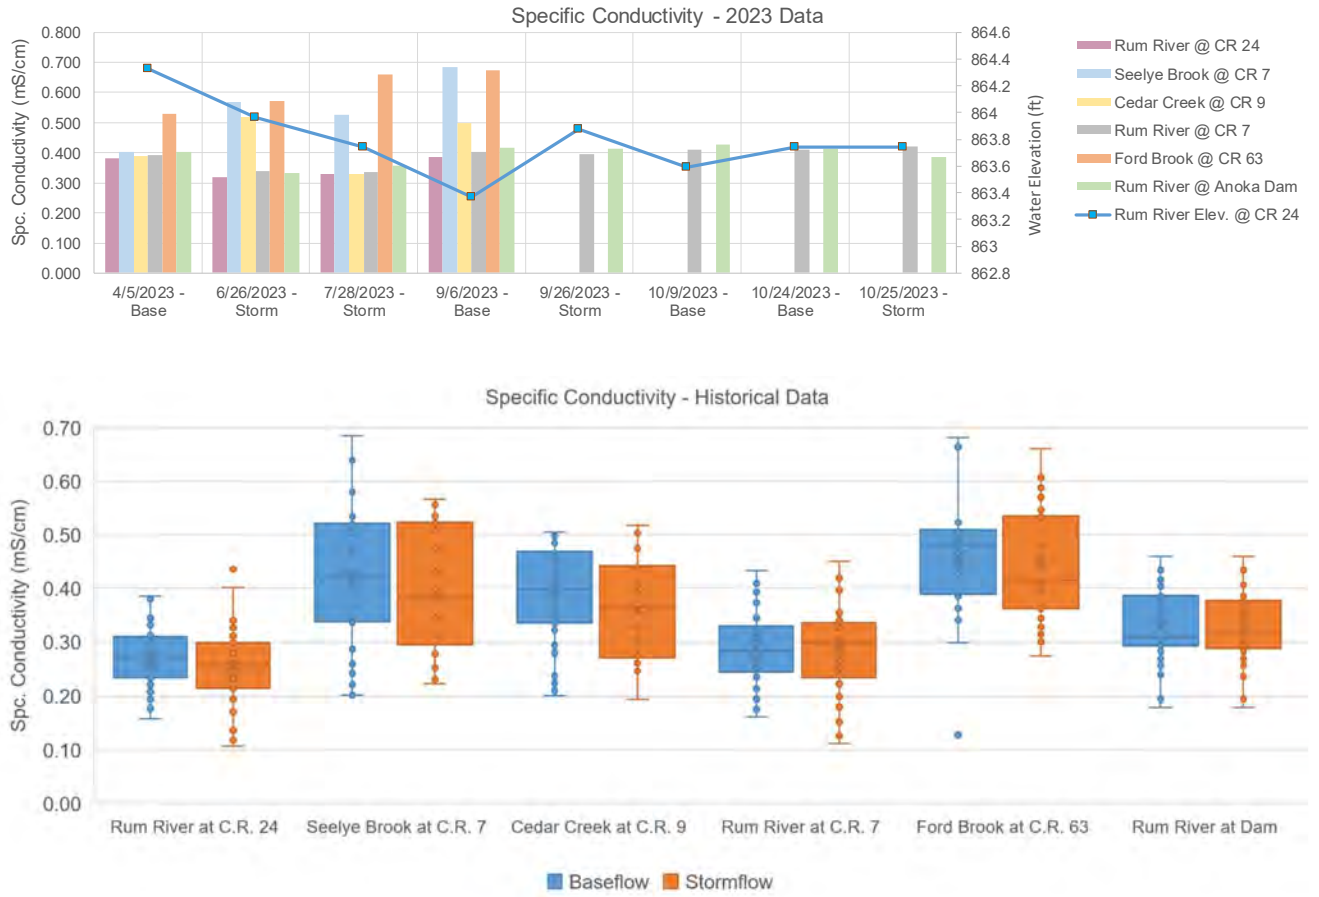 Specific Conductivity - 2023 Data
Spc. Conductivity (mS/cm)
0.800
0.700
0.600
0.500
0.400
0.300
0.200
0.100
0.000
864.6
864.4
864.2
864
863.8
863.6
863.4
863.2
863
862.8
Water Elevation (ft)
4/5/2023 -
Base
6/26/2023 -
Storm
7/28/2023 -
Storm
9/6/2023 -
Base
9/26/2023 -
Storm
10/9/2023 -
Base
10/24/2023 -
Base
10/25/2023 -
Storm
Rum River @ CR 24
Seelye Brook @ CR 7
Cedar Creek @ CR 9
Rum River @ CR 7
Ford Brook @ CR 63
Rum River @ Anoka Dam
Rum River Elev. @ CR 24
Specific Conductivity - Historical Data
Spc. Conductivity (mS/cm)
0.70
0.60
0.50
0.40
0.30
0.20
0.10
0.00
Rum River at C.R. 24
Seelye Brook at C.R. 7
Cedar Creek at C.R. 9
Rum River at C.R. 7
Ford Brook at C.R. 63
Rum River at Dam
Baseflow
Stormflow